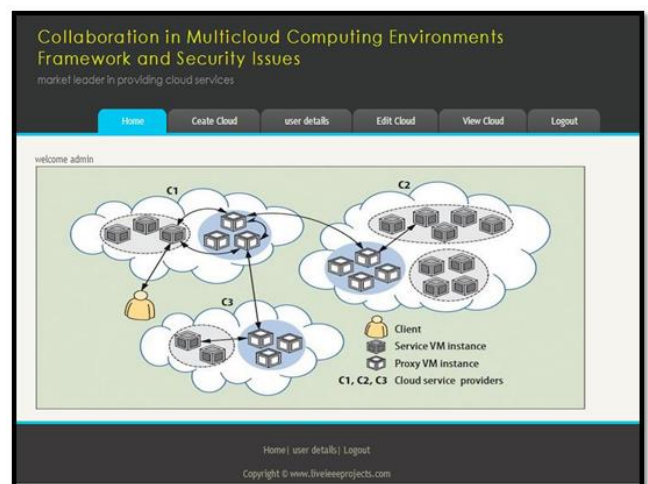 Collaboration in Multicloud Computing Environments
Framework and Security Issues
market leader in providing cloud services
Home
Ceate Cloud
user details
Edit Cloud
View Cloud
Logout
welcome admin
C1
C2
C3
Client
Service VM instance
Proxy VM instance
C1, C2, C3 Cloud service providers
Home| user details| Logout
Copyright © www.liveieeeprojects.com